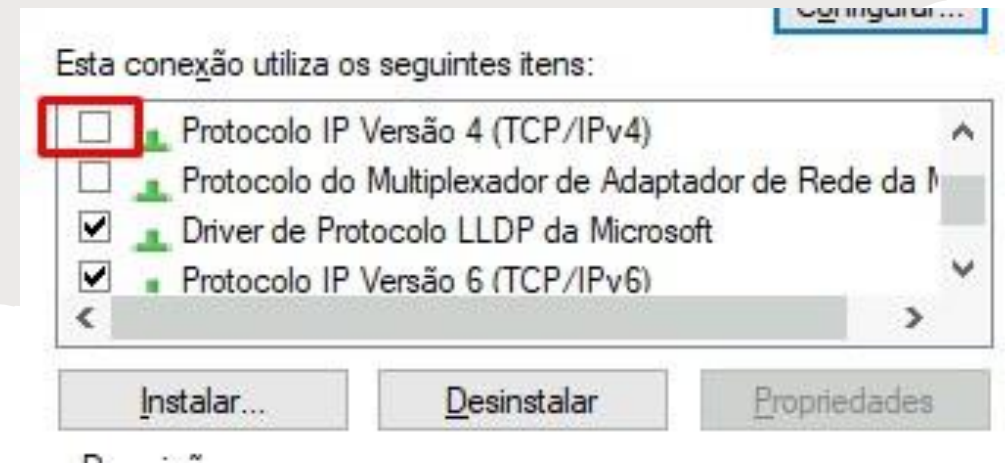 Configurar...
Esta conexão utiliza os seguintes itens:
Protocolo IP Versão 4 (TCP/IPv4)
Protocolo do Multiplexador de Adaptador de Rede da
Driver de Protocolo LLDP da Microsoft
Protocolo IP Versão 6 (TCP/IPv6)
Instalar...
Desinstalar
Propriedades